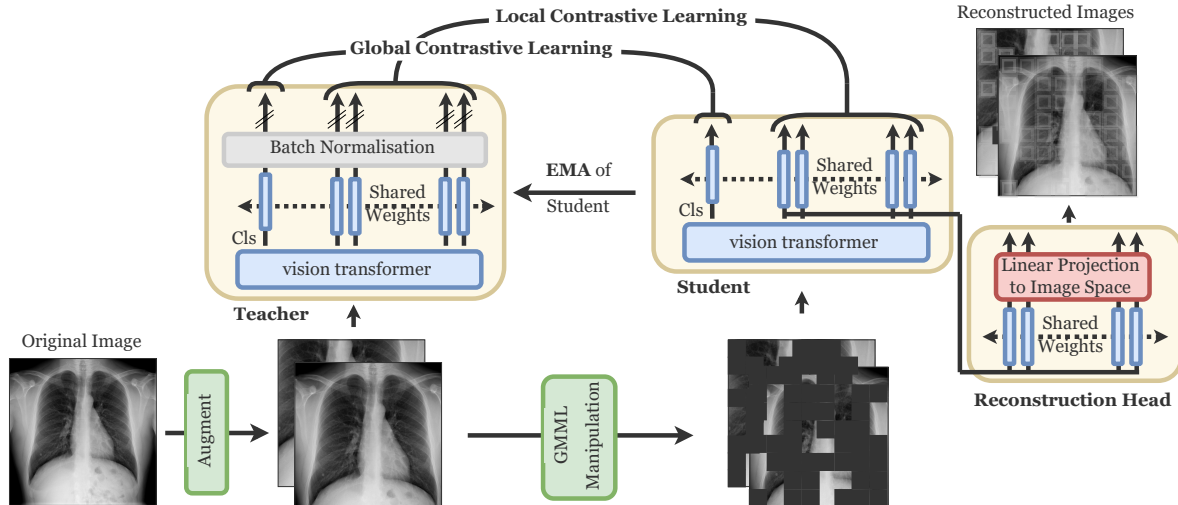 Local Contrastive Learning
Reconstructed Images
Global Contrastive Learning
Batch Normalisation
Shared
Weights
Cls
vision transformer
Teacher
EMA of
Student
Shared
Weights
Cls
vision transformer
Student
Linear Projection
to Image Space
Shared
Weights
Reconstruction Head
Original Image
Augment
GMML
Manipulation